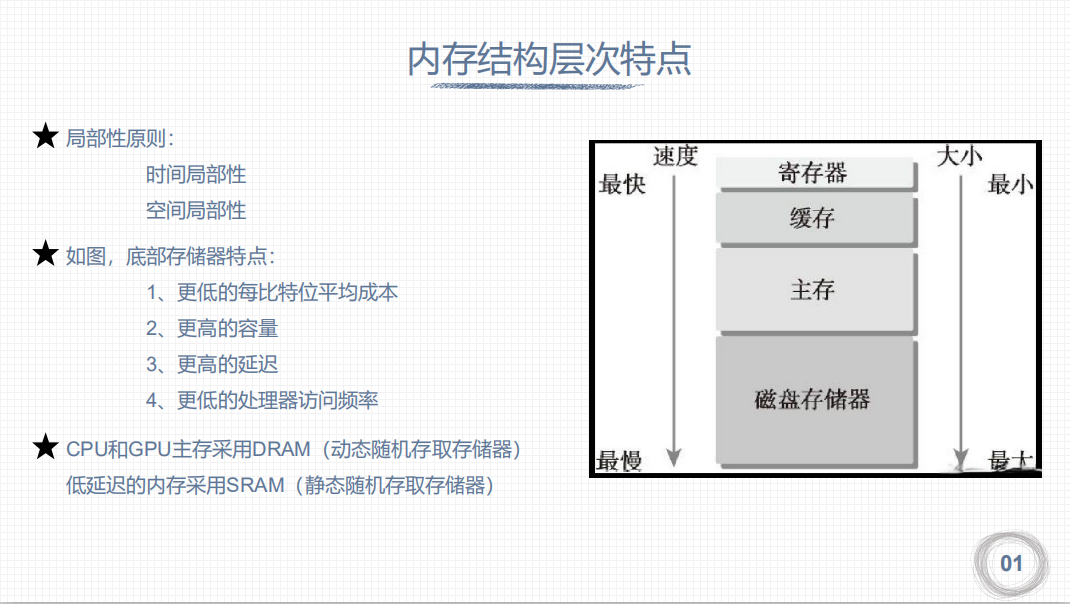 内存结构层次特点
★ 局部性原则：
时间局部性
空间局部性
★ 如图，底部存储器特点：
1、更低的每比特位平均成本
2、更高的容量
3、更高的延迟
4、更低的处理器访问频率
★ CPU和GPU主存采用DRAM（动态随机存取存储器）
低延迟的内存采用SRAM（静态随机存取存储器）
速度
大小
最快
最小
寄存器
缓存
主存
磁盘存储器
最慢
最大
01